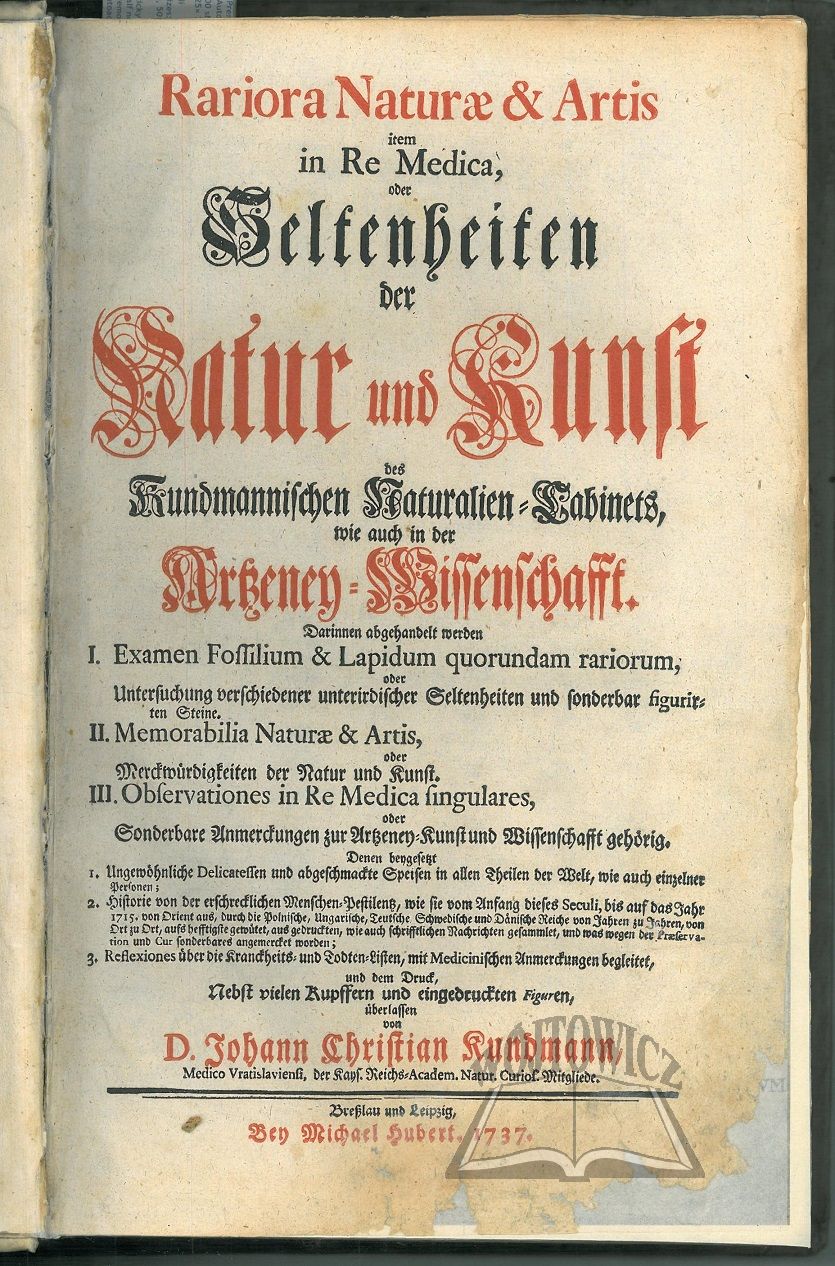 Rariora Naturæ & Artis
item
in Re Medica,
oder
Seltenheiten
der
Natur und Kunst
des
Kundmannischen Naturalien-Cabinets,
wie auch in der
Artzeney-Wissenschafft.
Darinnen abgehandelt werden
I. Examen Fossilium & Lapidum quorundam rariorum,
oder
Untersuchung verschiedener unterirdischer Seltenheiten und sonderbar figurir-
ten Steine.
II. Memorabilia Naturæ & Artis,
oder
Merckwürdigkeiten der Natur und Kunst.
III. Observationes in Re Medica singulares,
oder
Sonderbare Anmerckungen zur Artzeney-Kunst und Wissenschafft gehörig.
Denen beygesetzt
1. Ungewöhnliche Delicatessen und abgeschmackte Speisen in allen Theilen der Welt, wie auch einzelner
Personen;
2. Historie von der erschrecklichen Menschen-Pestilentz, wie sie vom Anfang dieses Seculi, bis auf das Jahr
1715. von Orient aus, durch die Polnische, Ungarische, Teutsche, Schwedische und Dänische Reiche von Jahren zu Jahren, von
Ort zu Ort, aufs hefftigste gewütet, aus gedruckten, wie auch schrifftlichen Nachrichten gesammlet, und was wegen der Præserva-
tion und Cur sonderbares angemercket worden;
3. Reflexiones über die Kranckheits- und Todten-Listen, mit Medicinischen Anmerckungen begleitet,
und dem Druck,
Nebst vielen Kupffern und eingedruckten Figuren,
überlassen
von
D. Johann Christian Kundmann,
Medico Vratislaviensi, der Kays. Reichs-Academ. Natur. Curios. Mitgliede.
Breßlau und Leipzig,
Bey Michael Hubert. 1737.